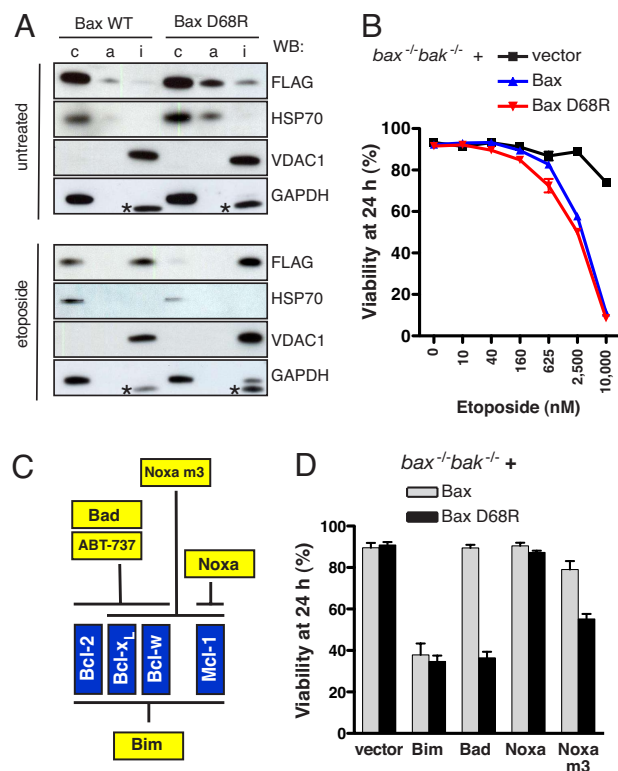 A
Bax WT Bax D68R
c a i c a i WB:
untreated
FLAG
HSP70
VDAC1
GAPDH
* *
etoposide
FLAG
HSP70
VDAC1
GAPDH
* *
B
bax-/-bak-/- +
vector
Bax
Bax D68R
Viability at 24 h (%)
100
80
60
40
20
0
0 10 40 160 625 2,500 10,000
Etoposide (nM)
C
Noxa m3
Bad
ABT-737
Noxa
Bcl-2 Bcl-xL Bcl-w Mcl-1
Bim
D
bax-/-bak-/- +
Bax
Bax D68R
Viability at 24 h (%)
100
80
60
40
20
0
vector Bim Bad Noxa Noxa
m3